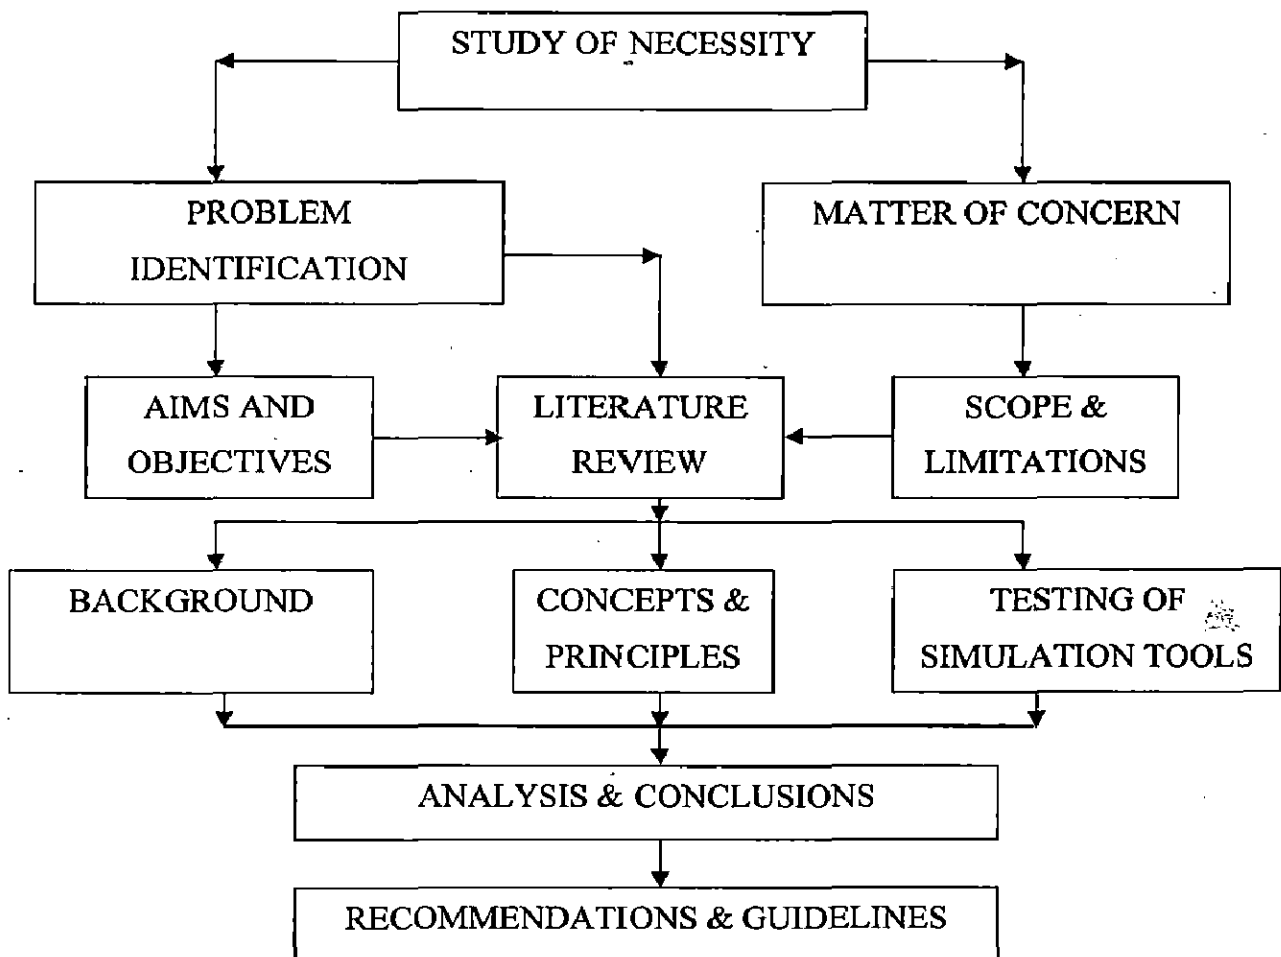 STUDY OF NECESSITY
PROBLEM
IDENTIFICATION
MATTER OF CONCERN
AIMS AND
OBJECTIVES
LITERATURE
REVIEW
SCOPE &
LIMITATIONS
BACKGROUND
CONCEPTS &
PRINCIPLES
TESTING OF
SIMULATION TOOLS
ANALYSIS & CONCLUSIONS
RECOMMENDATIONS & GUIDELINES